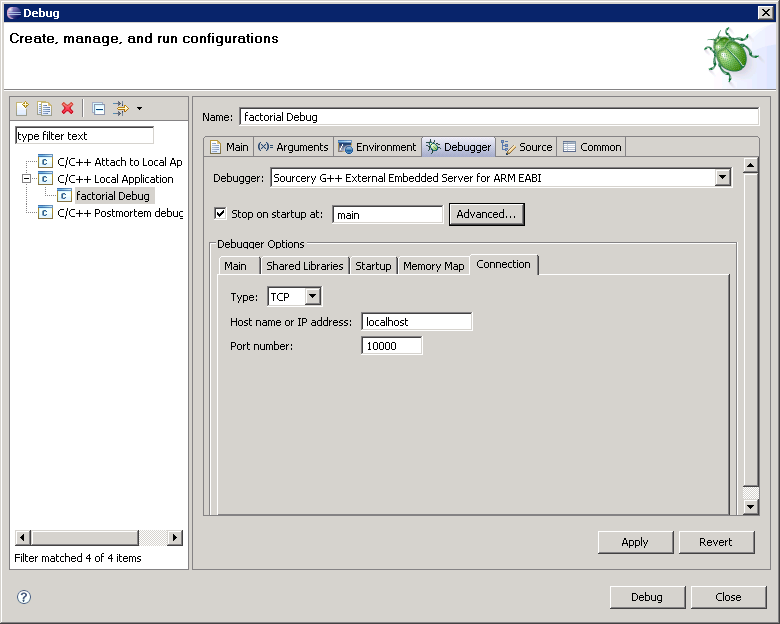 Debug
Create, manage, and run configurations
type filter text
C/C++ Attach to Local Ap
C/C++ Local Application
factorial Debug
C/C++ Postmortem debug
Filter matched 4 of 4 items
Name: factorial Debug
Main Arguments Environment Debugger Source Common
Debugger: Sourcery G++ External Embedded Server for ARM EABI
Stop on startup at: main Advanced...
Debugger Options
Main Shared Libraries Startup Memory Map Connection
Type: TCP
Host name or IP address: localhost
Port number: 10000
Apply Revert
Debug Close